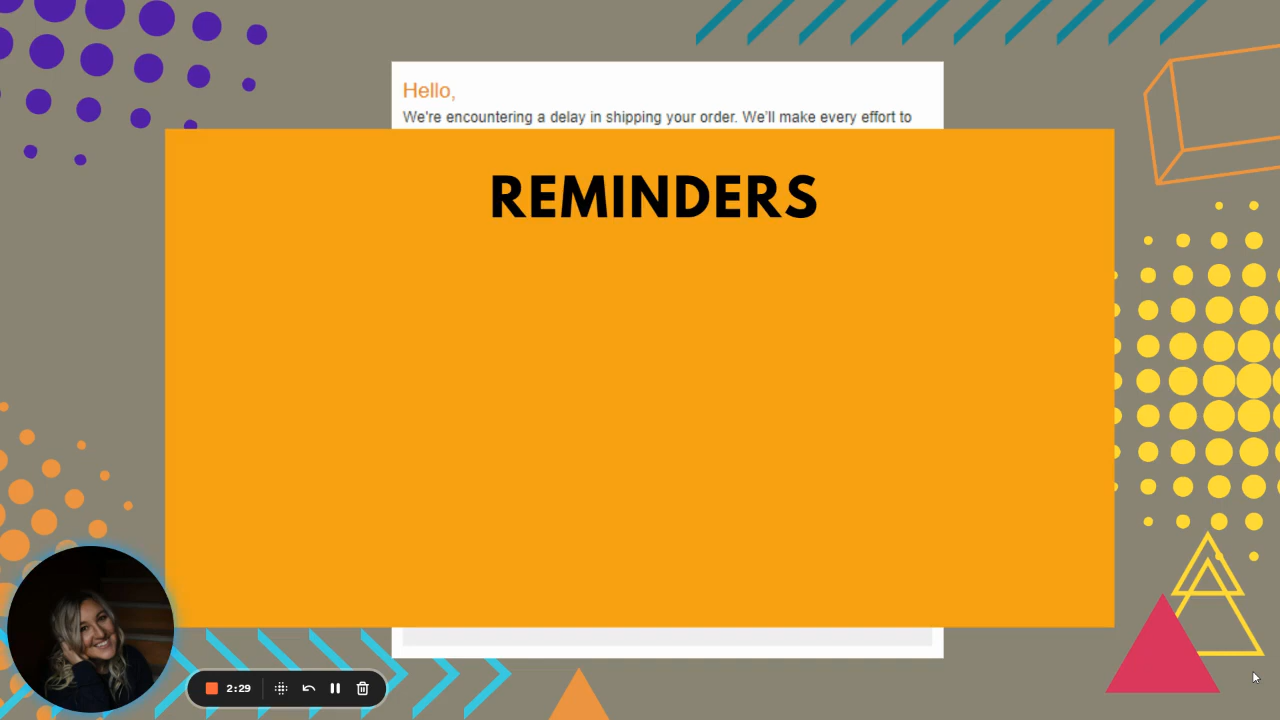 Hello,
We're encountering a delay in shipping your order. We'll make every effort to
REMINDERS
2:29